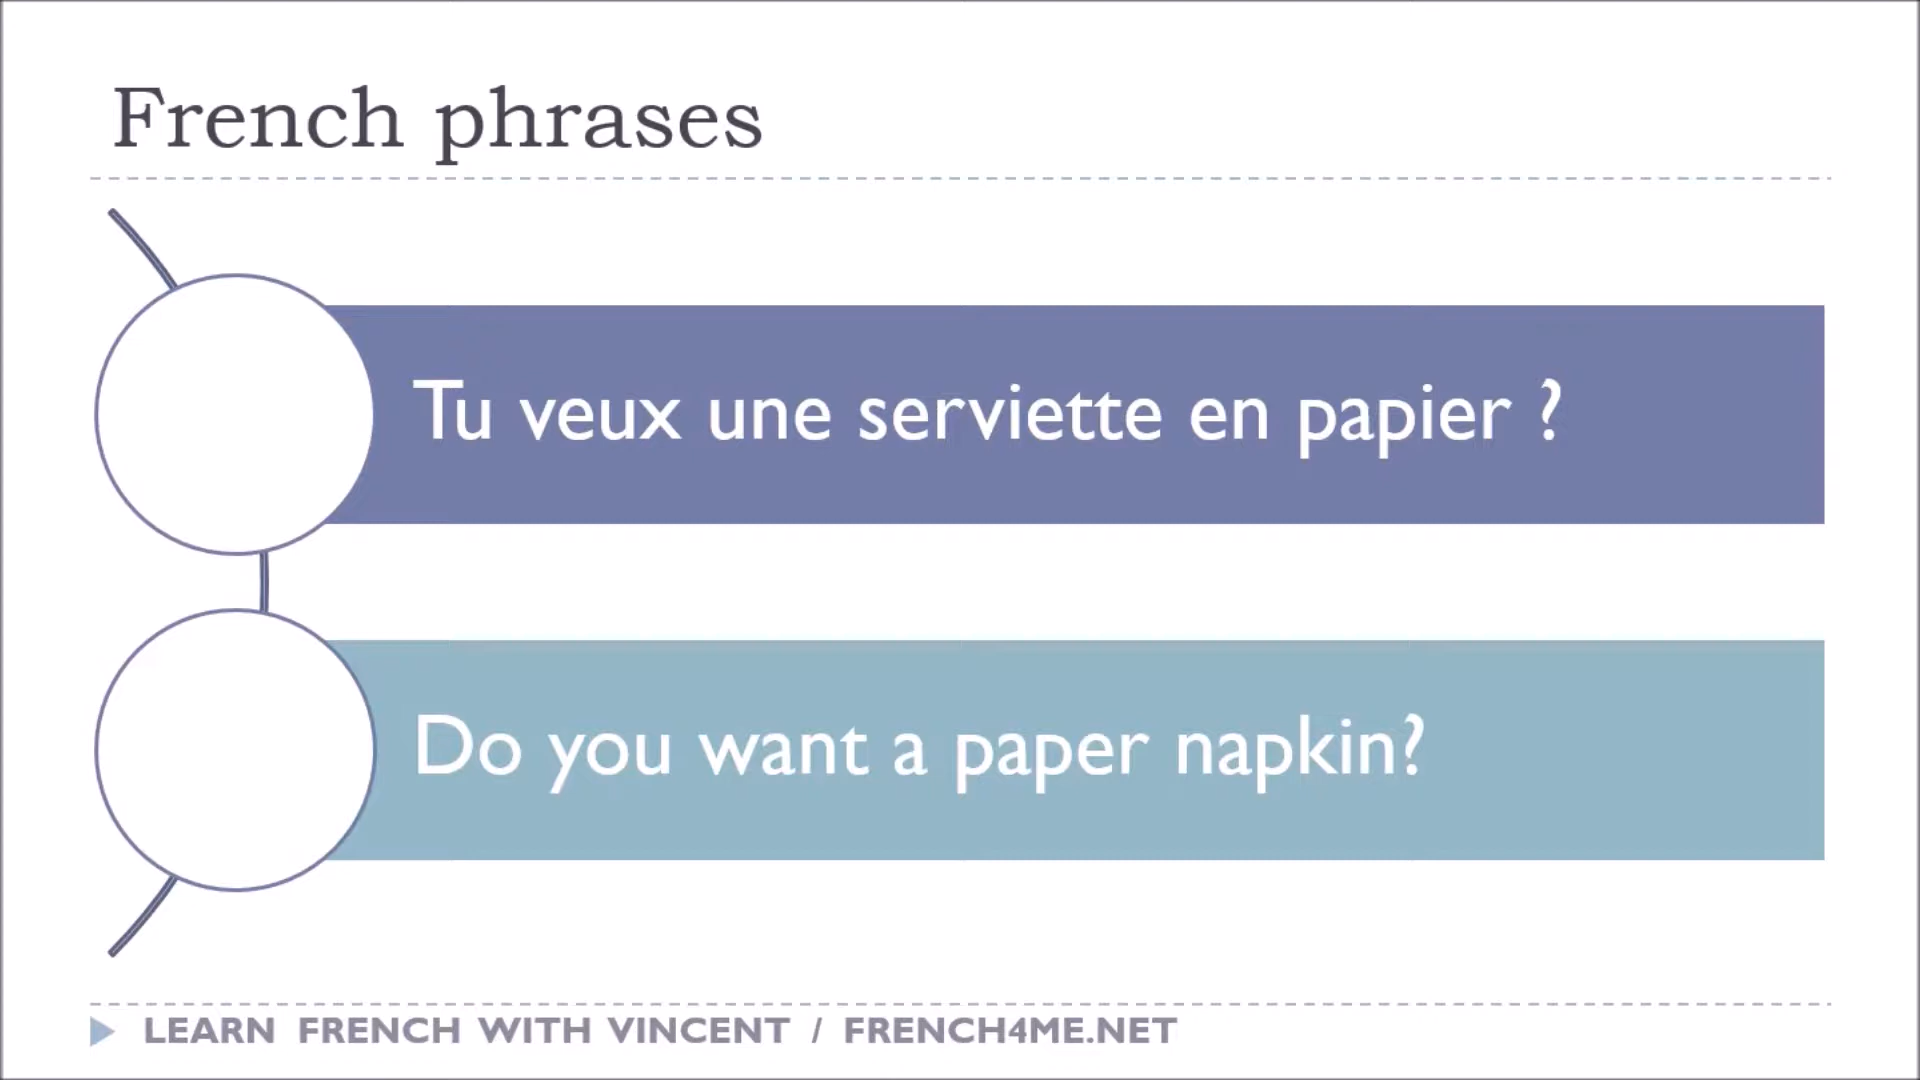 French phrases
Tu veux une serviette en papier ?
Do you want a paper napkin?
LEARN FRENCH WITH VINCENT / FRENCH4ME.NET